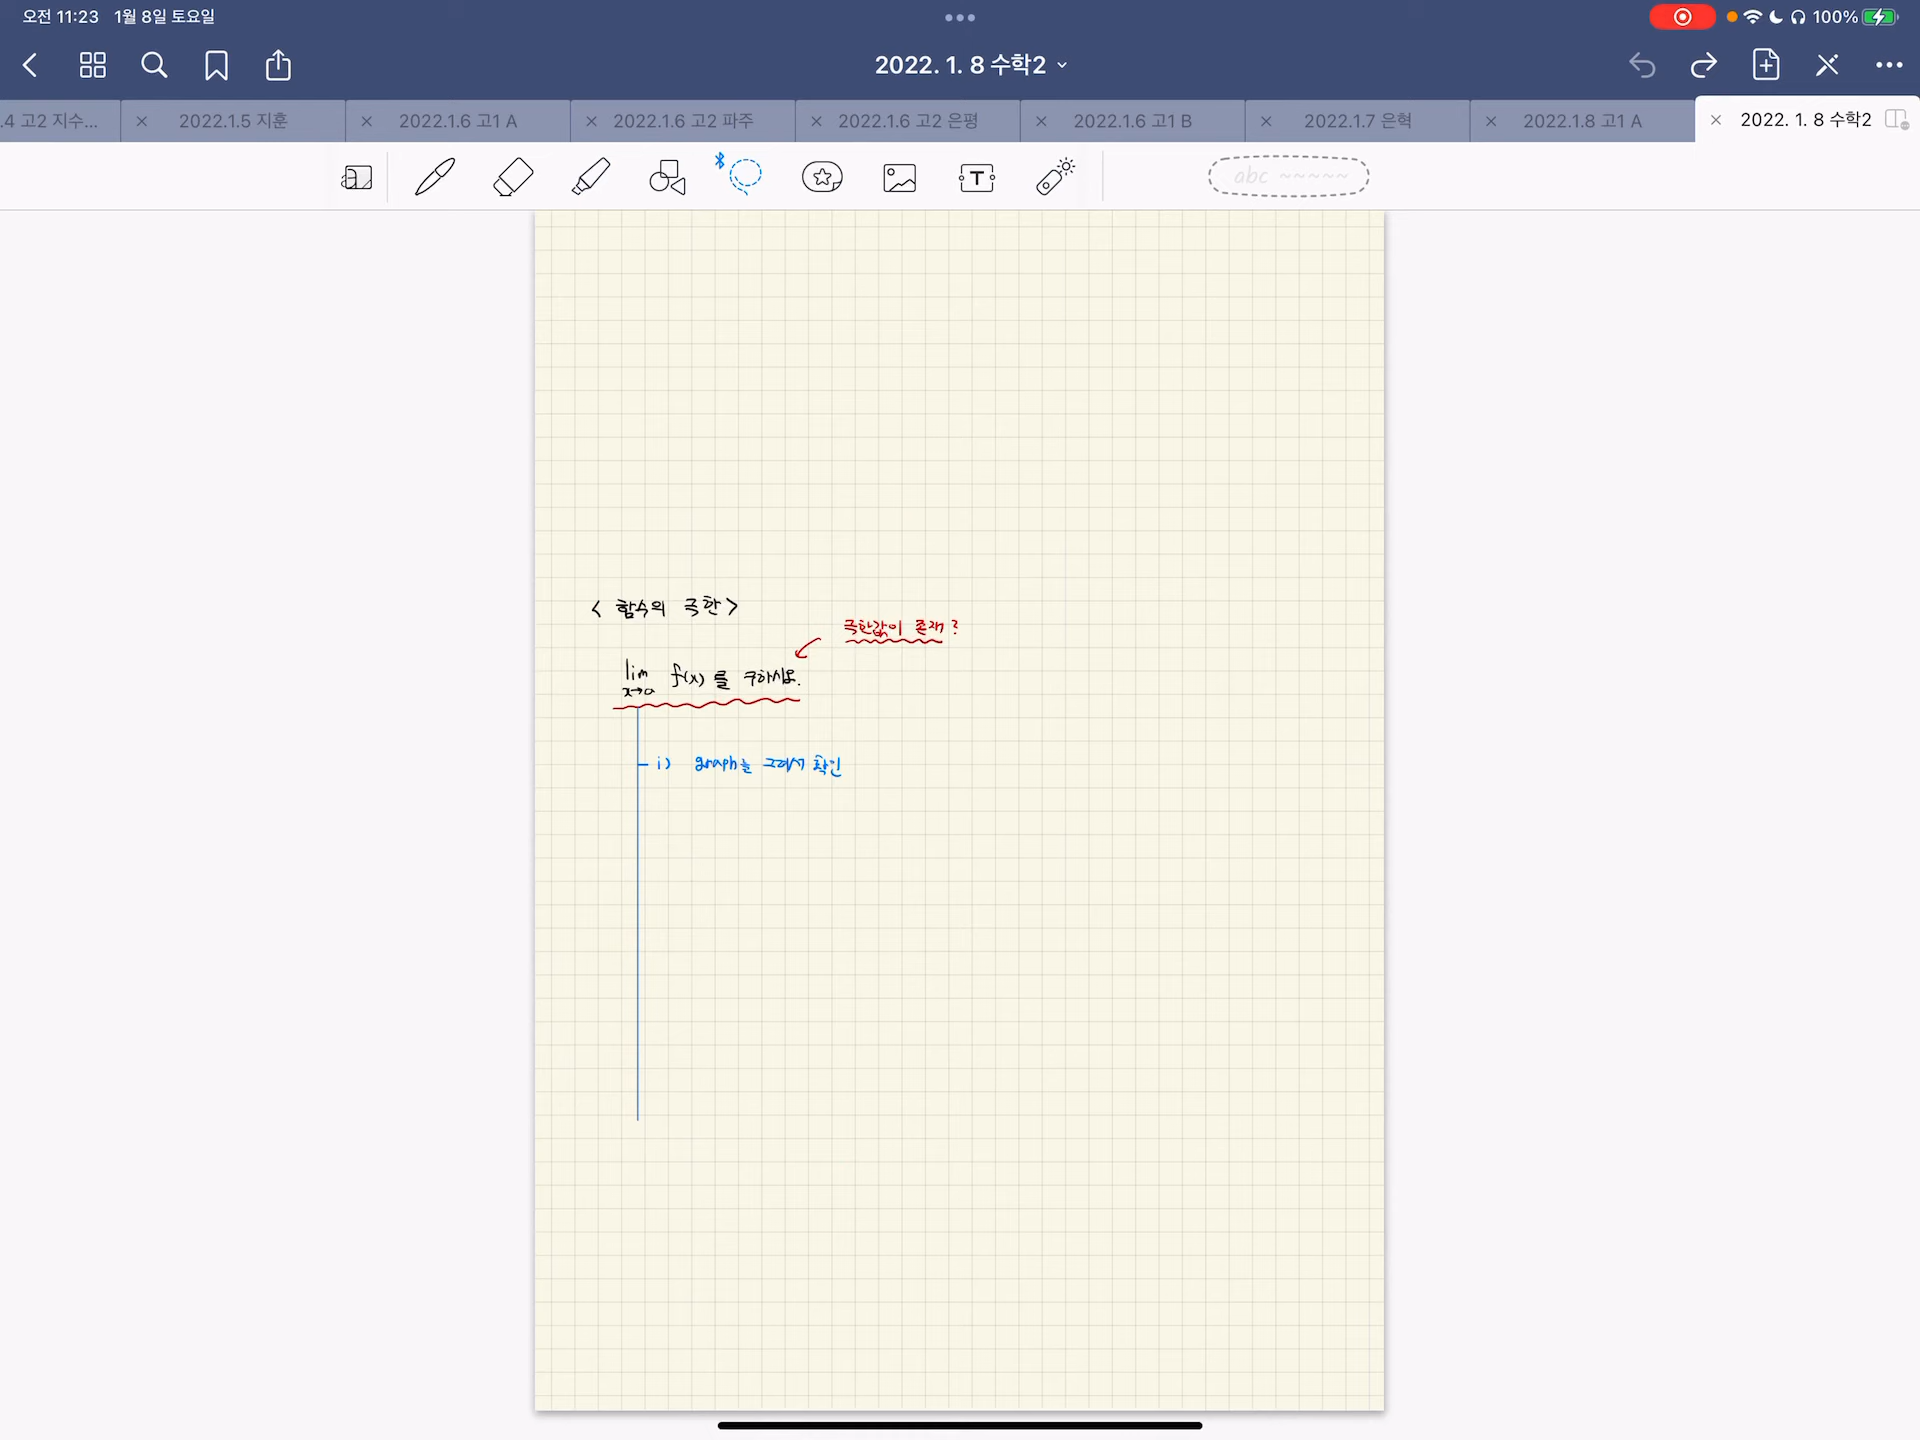 오전 11:23 1월 8일 토요일 100%
2022. 1. 8 수학2
.4 고2 지수... 2022.1.5 지훈 2022.1.6 고1 A 2022.1.6 고2 파주 2022.1.6 고2 은평 2022.1.6 고1 B 2022.1.7 은혁 2022.1.8 고1 A 2022. 1. 8 수학2
abc
< 함수의 극한 >
극한값이 존재?
lim x→a f(x) 를 구하시오.
i) graph를 그려서 확인